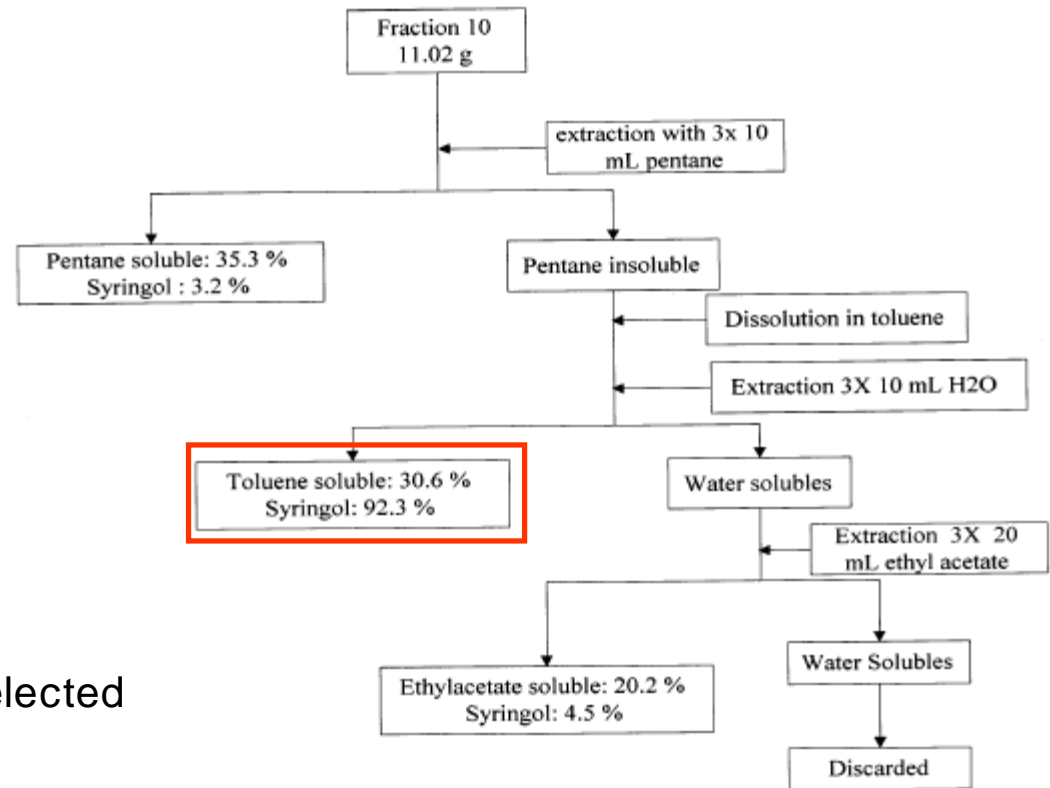 Fraction 10
11.02 g
extraction with 3x 10
mL pentane
Pentane soluble: 35.3 %
Syringol : 3.2 %
Pentane insoluble
Dissolution in toluene
Extraction 3X 10 mL H2O
Toluene soluble: 30.6 %
Syringol: 92.3 %
Water solubles
Extraction 3X 20
mL ethyl acetate
Ethylacetate soluble: 20.2 %
Syringol: 4.5 %
Water Solubles
elected
Discarded